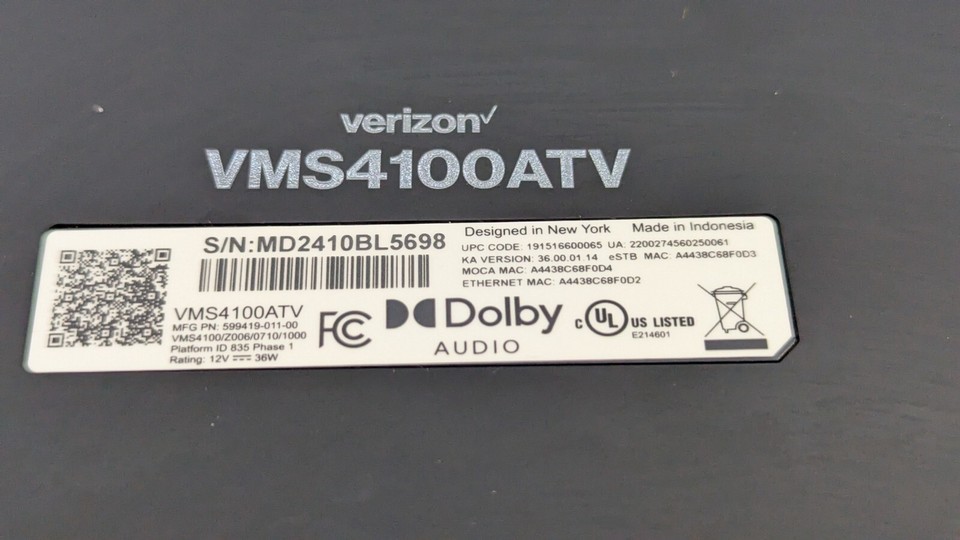 verizon✓
VMS4100ATV
S/N:MD2410BL5698
VMS4100ATV
MFG PN: 599419-011-00
VMS4100/Z006/0710/1000
Platform ID 835 Phase 1
Rating: 12V ⎓ 36W
FC
Dolby
AUDIO
Designed in New York Made in Indonesia
UPC CODE: 191516600065 UA: 2200274560250061
KA VERSION: 36.00.01.14 eSTB MAC: A4438C68F0D3
MOCA MAC: A4438C68F0D4
ETHERNET MAC: A4438C68F0D2
c UL US LISTED
E214601